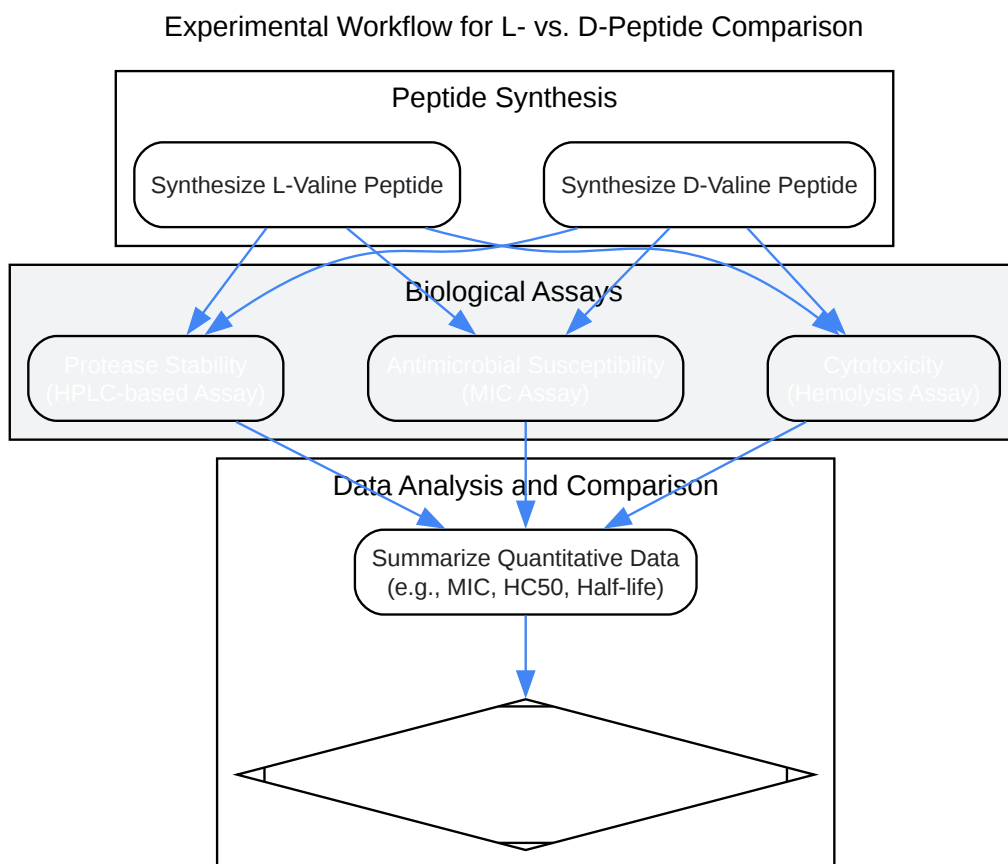 Experimental Workflow for L- vs. D-Peptide Comparison
Peptide Synthesis
Synthesize L-Valine Peptide
Synthesize D-Valine Peptide
Biological Assays
Protease Stability
(HPLC-based Assay)
Antimicrobial Susceptibility
(MIC Assay)
Cytotoxicity
(Hemolysis Assay)
Data Analysis and Comparison
Summarize Quantitative Data
(e.g., MIC, HC50, Half-life)